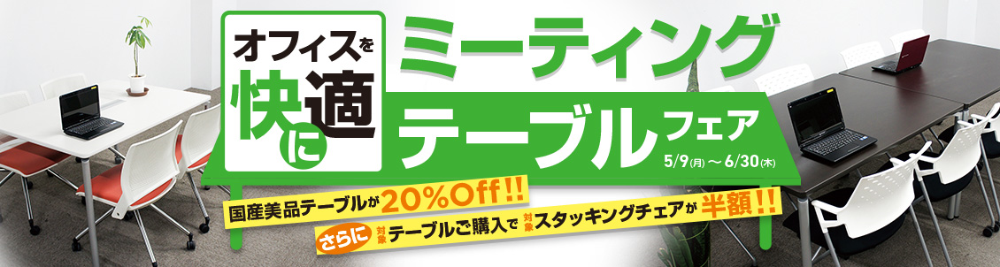 オフィスを
快適に
ミーティング
テーブルフェア
5/9(月)～6/30(木)
国産美品テーブルが20%Off!!
さらに対象テーブルご購入で対象スタッキングチェアが半額!!